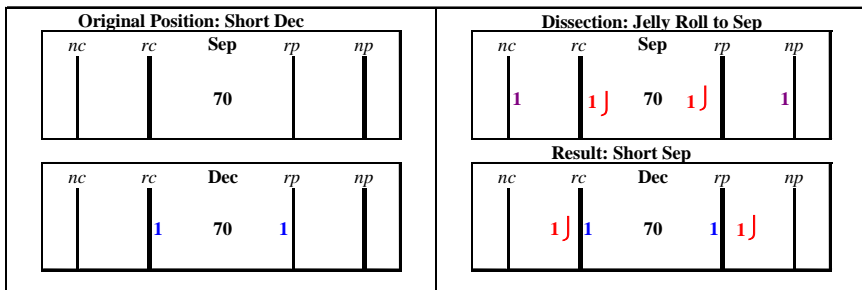 Original Position: Short Dec
nc rc Sep rp np
70
nc rc Dec rp np
1 70 1
Dissection: Jelly Roll to Sep
nc rc Sep rp np
1 1⌡ 70 1⌡ 1
Result: Short Sep
nc rc Dec rp np
1⌡ 1 70 1 1⌡